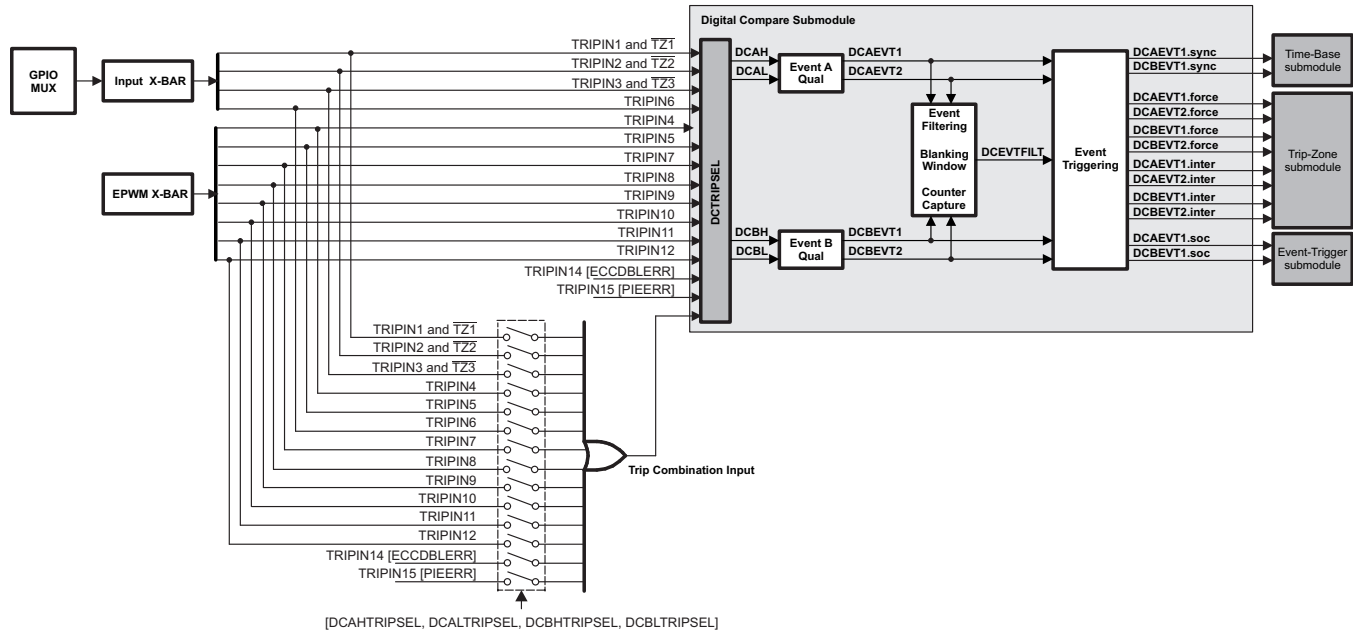 Digital Compare Submodule
GPIO
MUX
Input X-BAR
EPWM X-BAR
TRIPIN1 and TZ1
TRIPIN2 and TZ2
TRIPIN3 and TZ3
TRIPIN6
TRIPIN4
TRIPIN5
TRIPIN7
TRIPIN8
TRIPIN9
TRIPIN10
TRIPIN11
TRIPIN12
TRIPIN14 [ECCDBLERR]
TRIPIN15 [PIEERR]
DCTRIPSEL
DCAH
DCAL
Event A
Qual
DCAEVT1
DCAEVT2
Event
Filtering
Blanking
Window
Counter
Capture
DCEVTFILT
DCBH
DCBL
Event B
Qual
DCBEVT1
DCBEVT2
Event
Triggering
DCAEVT1.sync
DCBEVT1.sync
DCAEVT1.force
DCAEVT2.force
DCBEVT1.force
DCBEVT2.force
DCAEVT1.inter
DCAEVT2.inter
DCBEVT1.inter
DCBEVT2.inter
DCAEVT1.soc
DCBEVT1.soc
Time-Base
submodule
Trip-Zone
submodule
Event-Trigger
submodule
TRIPIN1 and TZ1
TRIPIN2 and TZ2
TRIPIN3 and TZ3
TRIPIN4
TRIPIN5
TRIPIN6
TRIPIN7
TRIPIN8
TRIPIN9
TRIPIN10
TRIPIN11
TRIPIN12
TRIPIN14 [ECCDBLERR]
TRIPIN15 [PIEERR]
Trip Combination Input
[DCAHTRIPSEL, DCALTRIPSEL, DCBHTRIPSEL, DCBLTRIPSEL]